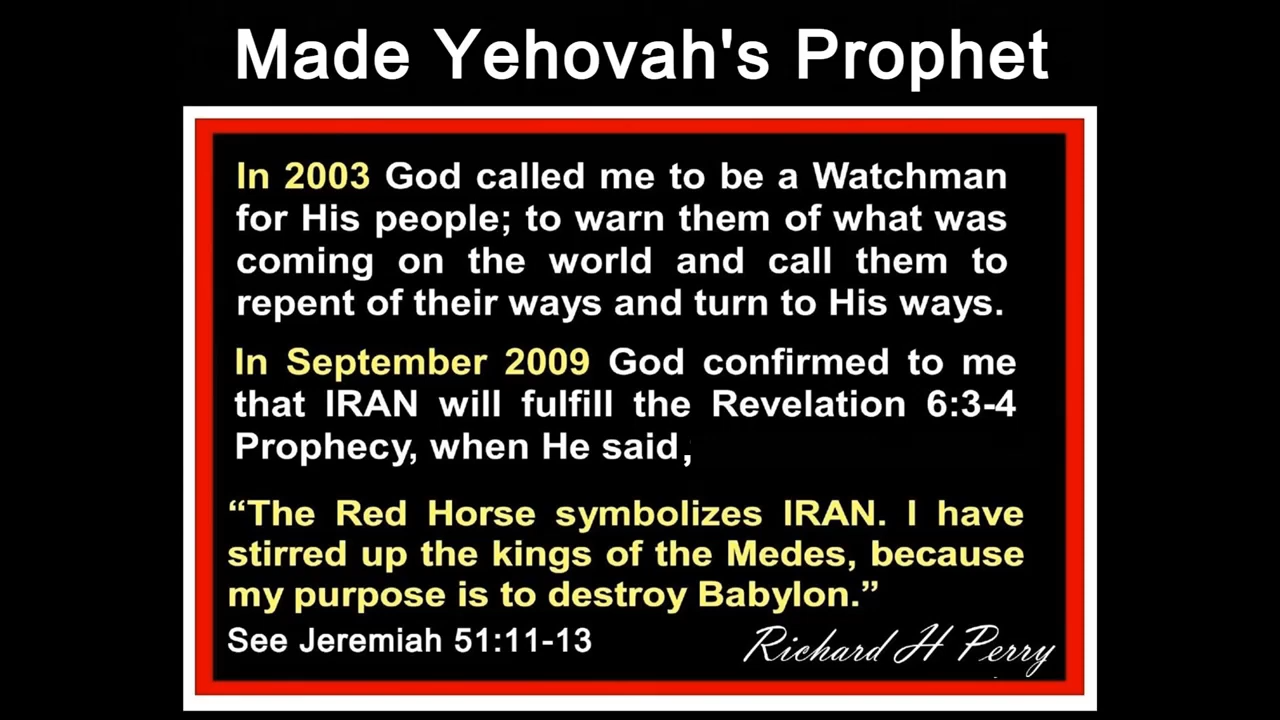 Made Yehovah's Prophet
In 2003 God called me to be a Watchman
for His people; to warn them of what was
coming on the world and call them to
repent of their ways and turn to His ways.
In September 2009 God confirmed to me
that IRAN will fulfill the Revelation 6:3-4
Prophecy, when He said,
“The Red Horse symbolizes IRAN. I have
stirred up the kings of the Medes, because
my purpose is to destroy Babylon.”
See Jeremiah 51:11-13
Richard H Perry